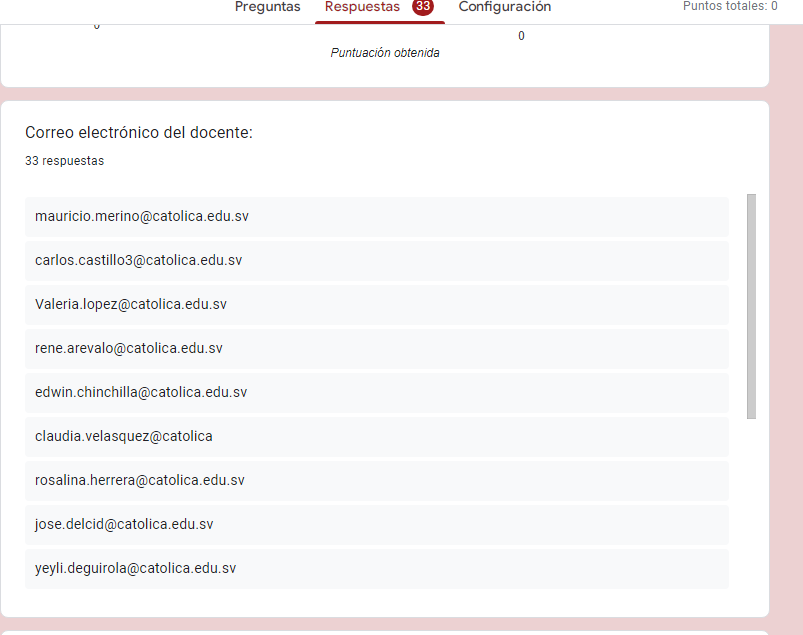 Preguntas Respuestas 33 Configuración Puntos totales: 0
0
Puntuación obtenida
Correo electrónico del docente:
33 respuestas
mauricio.merino@catolica.edu.sv
carlos.castillo3@catolica.edu.sv
Valeria.lopez@catolica.edu.sv
rene.arevalo@catolica.edu.sv
edwin.chinchilla@catolica.edu.sv
claudia.velasquez@catolica
rosalina.herrera@catolica.edu.sv
jose.delcid@catolica.edu.sv
yeyli.deguirola@catolica.edu.sv